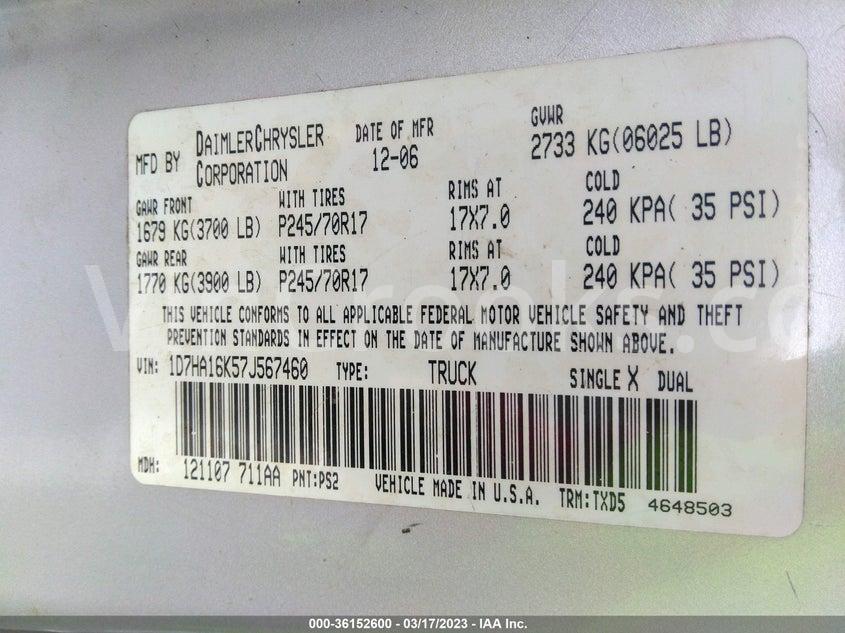 MFD BY DAIMLERCHRYSLER CORPORATION DATE OF MFR 12-06 GVWR 2733 KG(06025 LB)
GAWR FRONT WITH TIRES RIMS AT COLD
1679 KG(3700 LB) P245/70R17 17X7.0 240 KPA( 35 PSI)
GAWR REAR WITH TIRES RIMS AT COLD
1770 KG(3900 LB) P245/70R17 17X7.0 240 KPA( 35 PSI)
THIS VEHICLE CONFORMS TO ALL APPLICABLE FEDERAL MOTOR VEHICLE SAFETY AND THEFT
PREVENTION STANDARDS IN EFFECT ON THE DATE OF MANUFACTURE SHOWN ABOVE.
VIN: 1D7HA16K57J567460 TYPE: TRUCK SINGLE X DUAL
MDH: 121107 711AA PNT:PS2 VEHICLE MADE IN U.S.A. TRM:TXD5 4648503
000-36152600 - 03/17/2023 - IAA Inc.